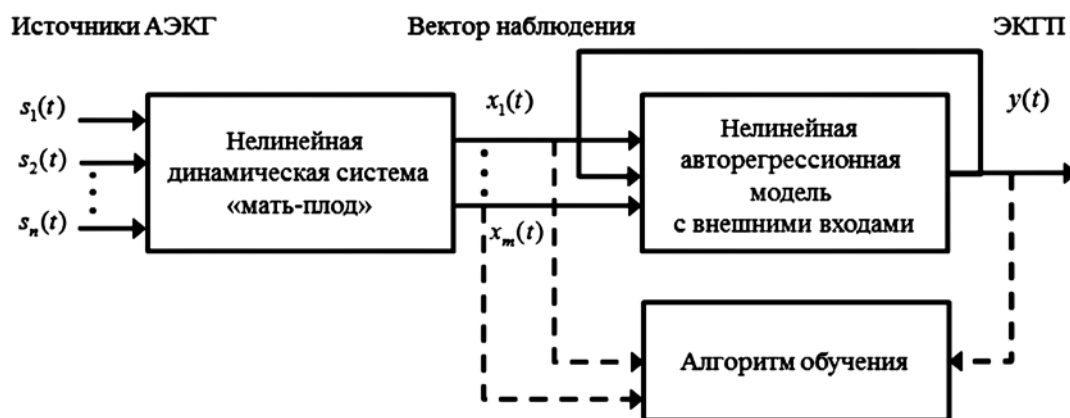 Источники АЭКГ
Вектор наблюдения
ЭКГП
s₁(t)
s₂(t)
sₙ(t)
Нелинейная
динамическая система
«мать-плод»
x₁(t)
xₘ(t)
Нелинейная
авторегрессионная
модель
с внешними входами
y(t)
Алгоритм обучения